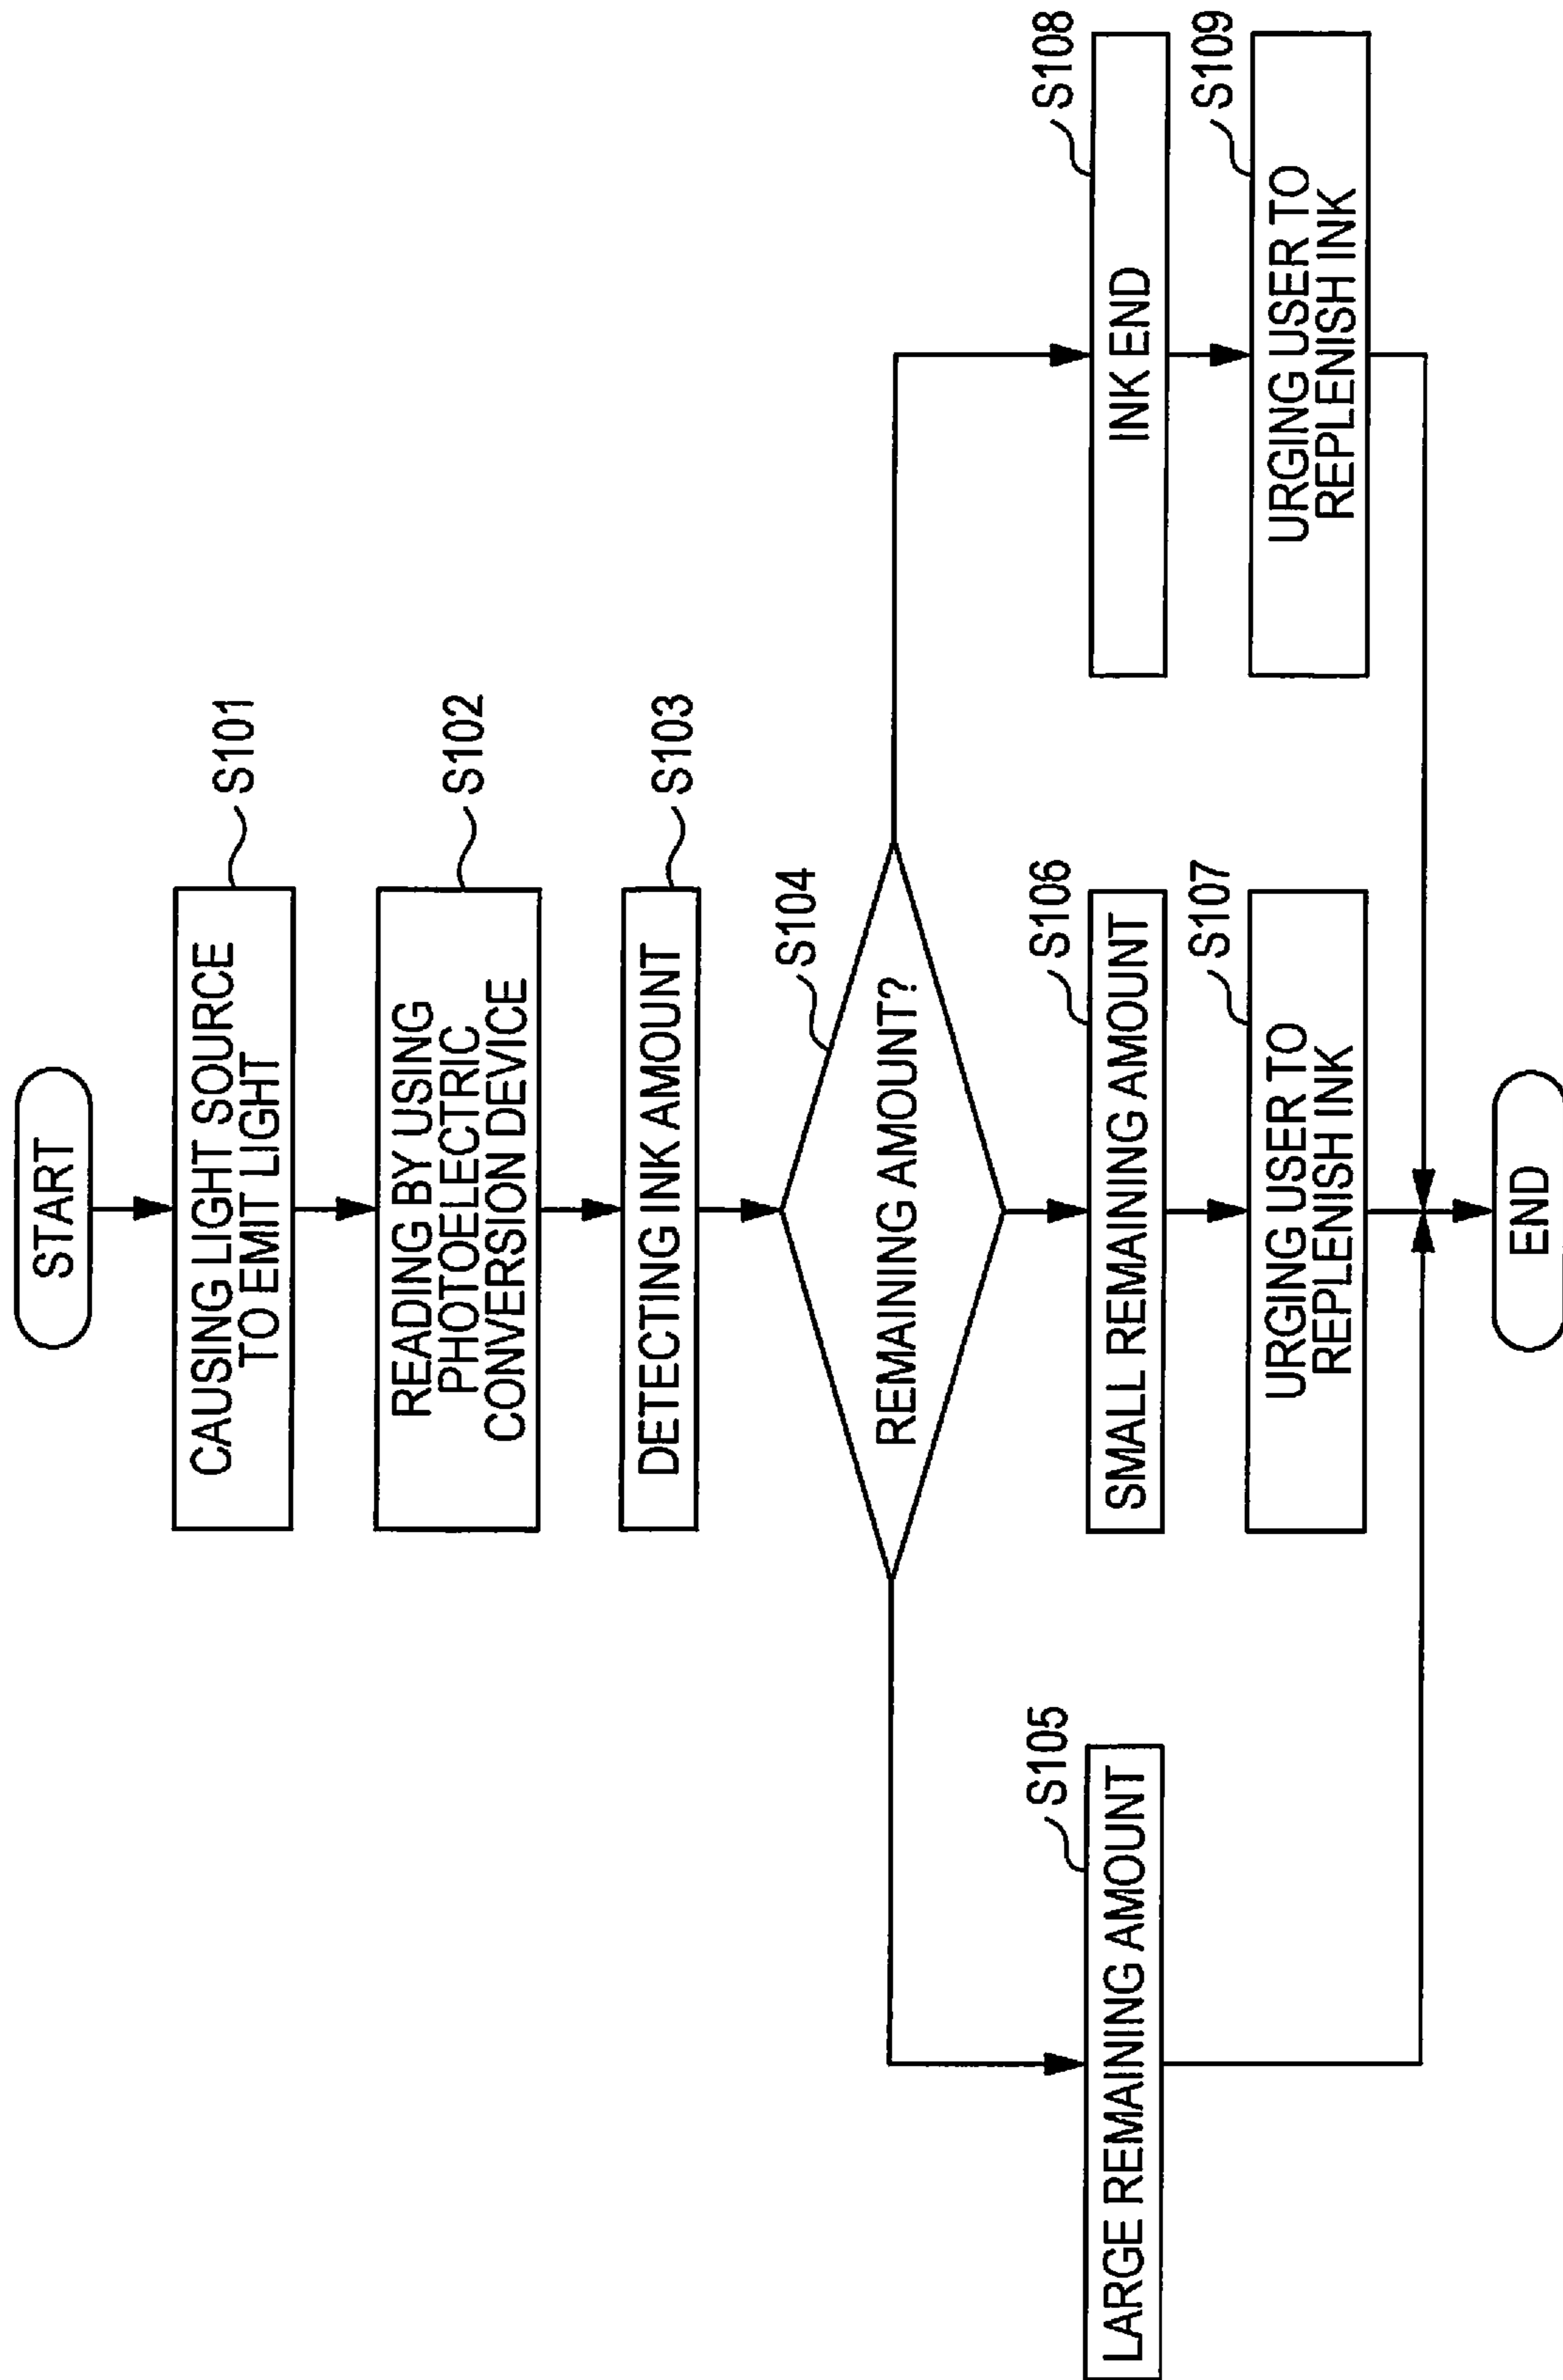 START
CAUSING LIGHT SOURCE
TO EMIT LIGHT
S101
READING BY USING
PHOTOELECTRIC
CONVERSION DEVICE
S102
DETECTING INK AMOUNT
S103
REMAINING AMOUNT?
S104
LARGE REMAINING AMOUNT
S105
SMALL REMAINING AMOUNT
S106
URGING USER TO
REPLENISH INK
S107
INK END
S108
URGING USER TO
REPLENISH INK
S109
END